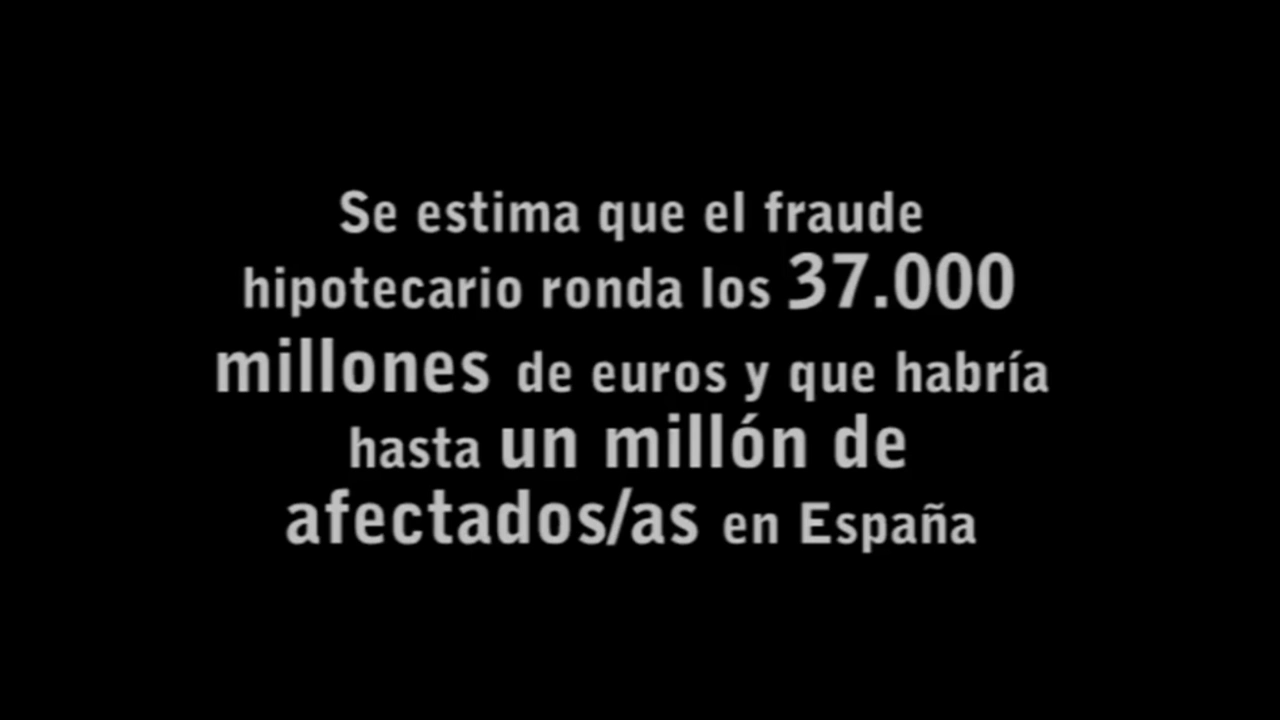 Se estima que el fraude
hipotecario ronda los 37.000
millones de euros y que habría
hasta un millón de
afectados/as en España